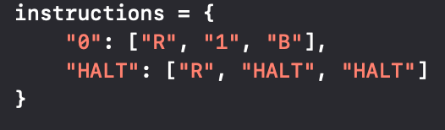 instructions = {
    "0": ["R", "1", "B"],
    "HALT": ["R", "HALT", "HALT"]
}